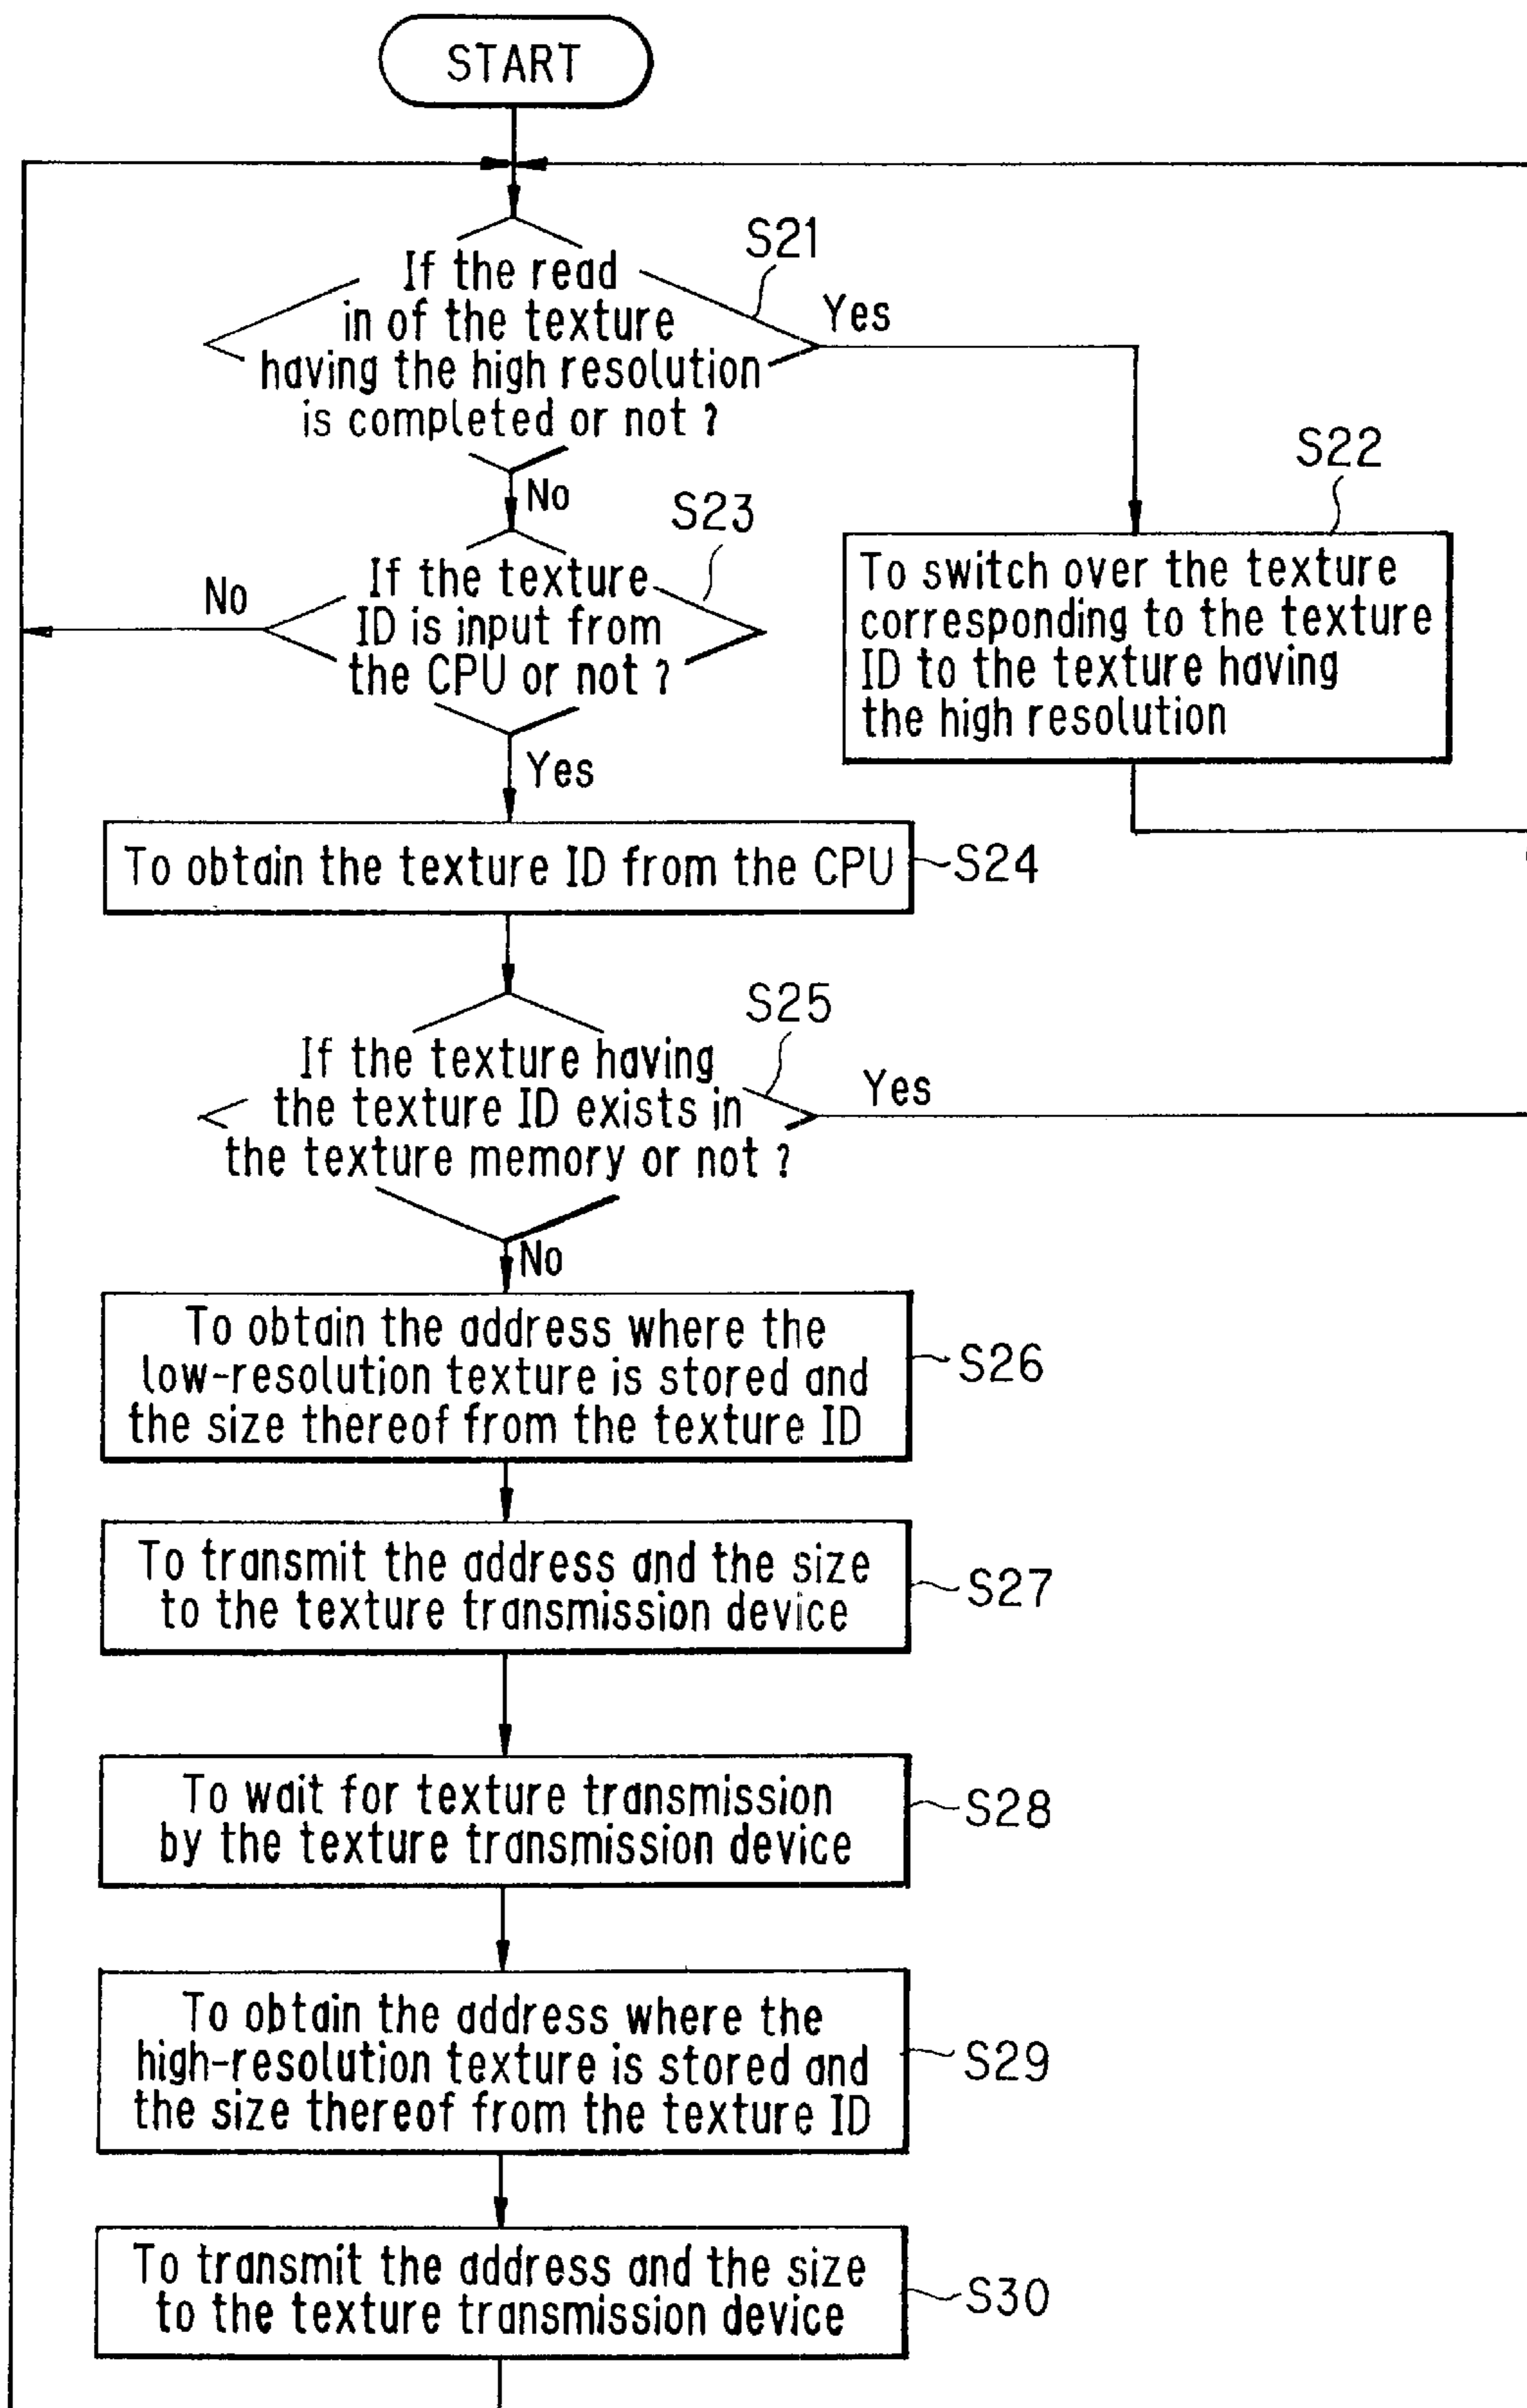 START
S21
If the read
in of the texture
having the high resolution
is completed or not ?
Yes
No
S22
To switch over the texture
corresponding to the texture
ID to the texture having
the high resolution
S23
If the texture
ID is input from
the CPU or not ?
No
Yes
To obtain the texture ID from the CPU
S24
S25
If the texture having
the texture ID exists in
the texture memory or not ?
Yes
No
To obtain the address where the
low-resolution texture is stored and
the size thereof from the texture ID
S26
To transmit the address and the size
to the texture transmission device
S27
To wait for texture transmission
by the texture transmission device
S28
To obtain the address where the
high-resolution texture is stored and
the size thereof from the texture ID
S29
To transmit the address and the size
to the texture transmission device
S30